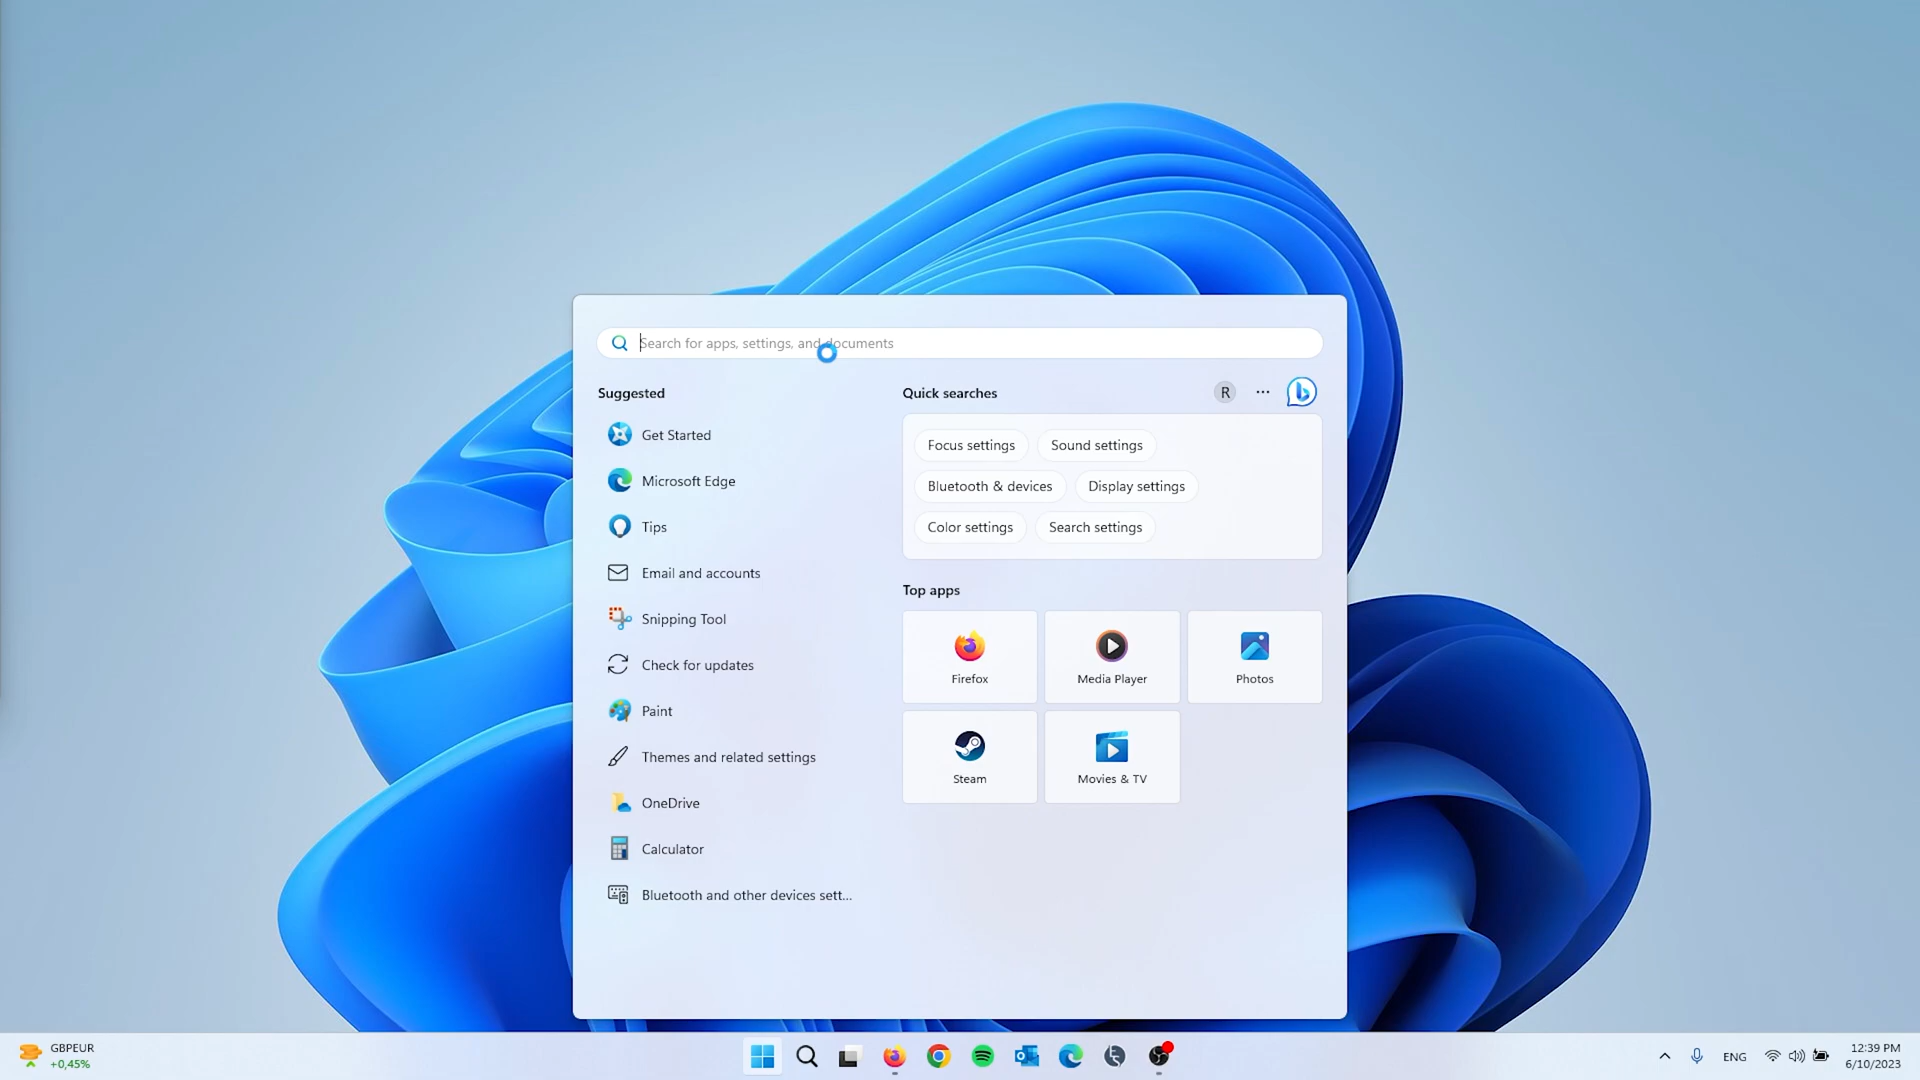 Search for apps, settings, and documents
Suggested
Get Started
Microsoft Edge
Tips
Email and accounts
Snipping Tool
Check for updates
Paint
Themes and related settings
OneDrive
Calculator
Bluetooth and other devices sett...
Quick searches
R
Focus settings
Sound settings
Bluetooth & devices
Display settings
Color settings
Search settings
Top apps
Firefox
Media Player
Photos
Steam
Movies & TV
GBPEUR
+0,45%
ENG
12:39 PM
6/10/2023